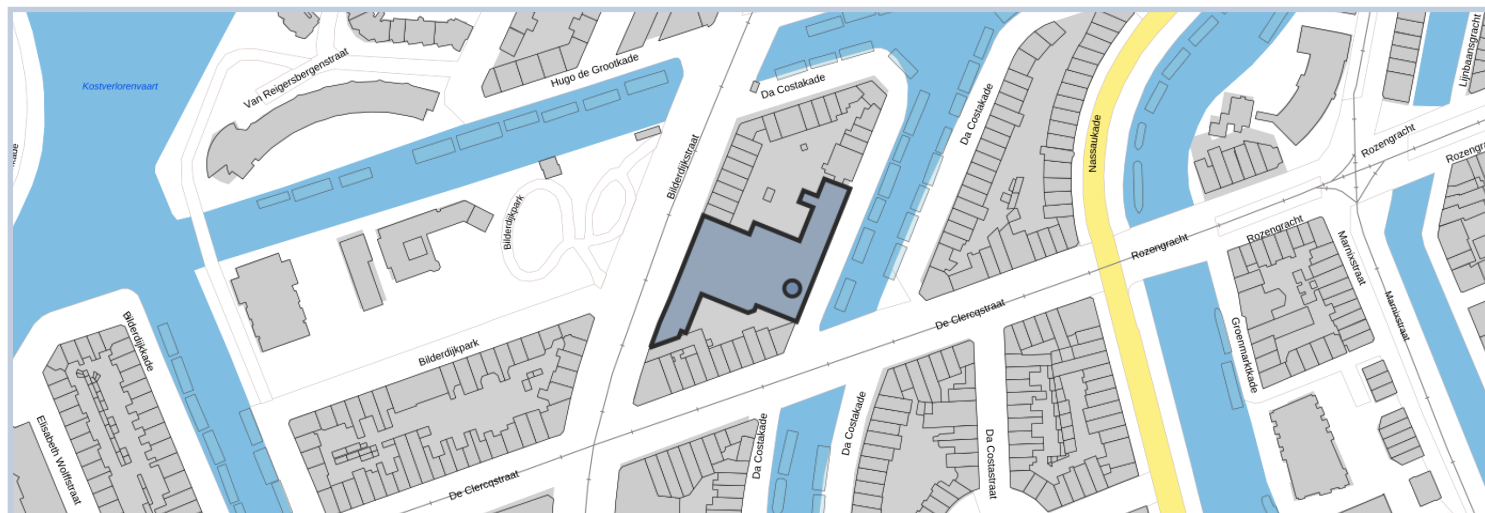 Kostverlorenvaart
Van Reigersbergenstraat
Hugo de Grootkade
Da Costakade
Da Costakade
Nassaukade
Lijnbaansgracht
Rozengracht
Bilderdijkstraat
Bilderdijkpark
Rozengracht
Rozengracht
Marnixstraat
Marnixstraat
De Clercqstraat
Groenmarktkade
Bilderdijkkade
Bilderdijkpark
Elisabeth Wolffstraat
De Clercqstraat
Da Costakade
Da Costakade
Da Costastraat